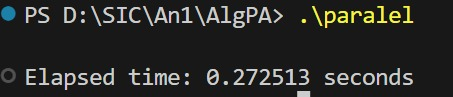 PS D:\SIC\An1\AlgPA> .\paralel
Elapsed time: 0.272513 seconds